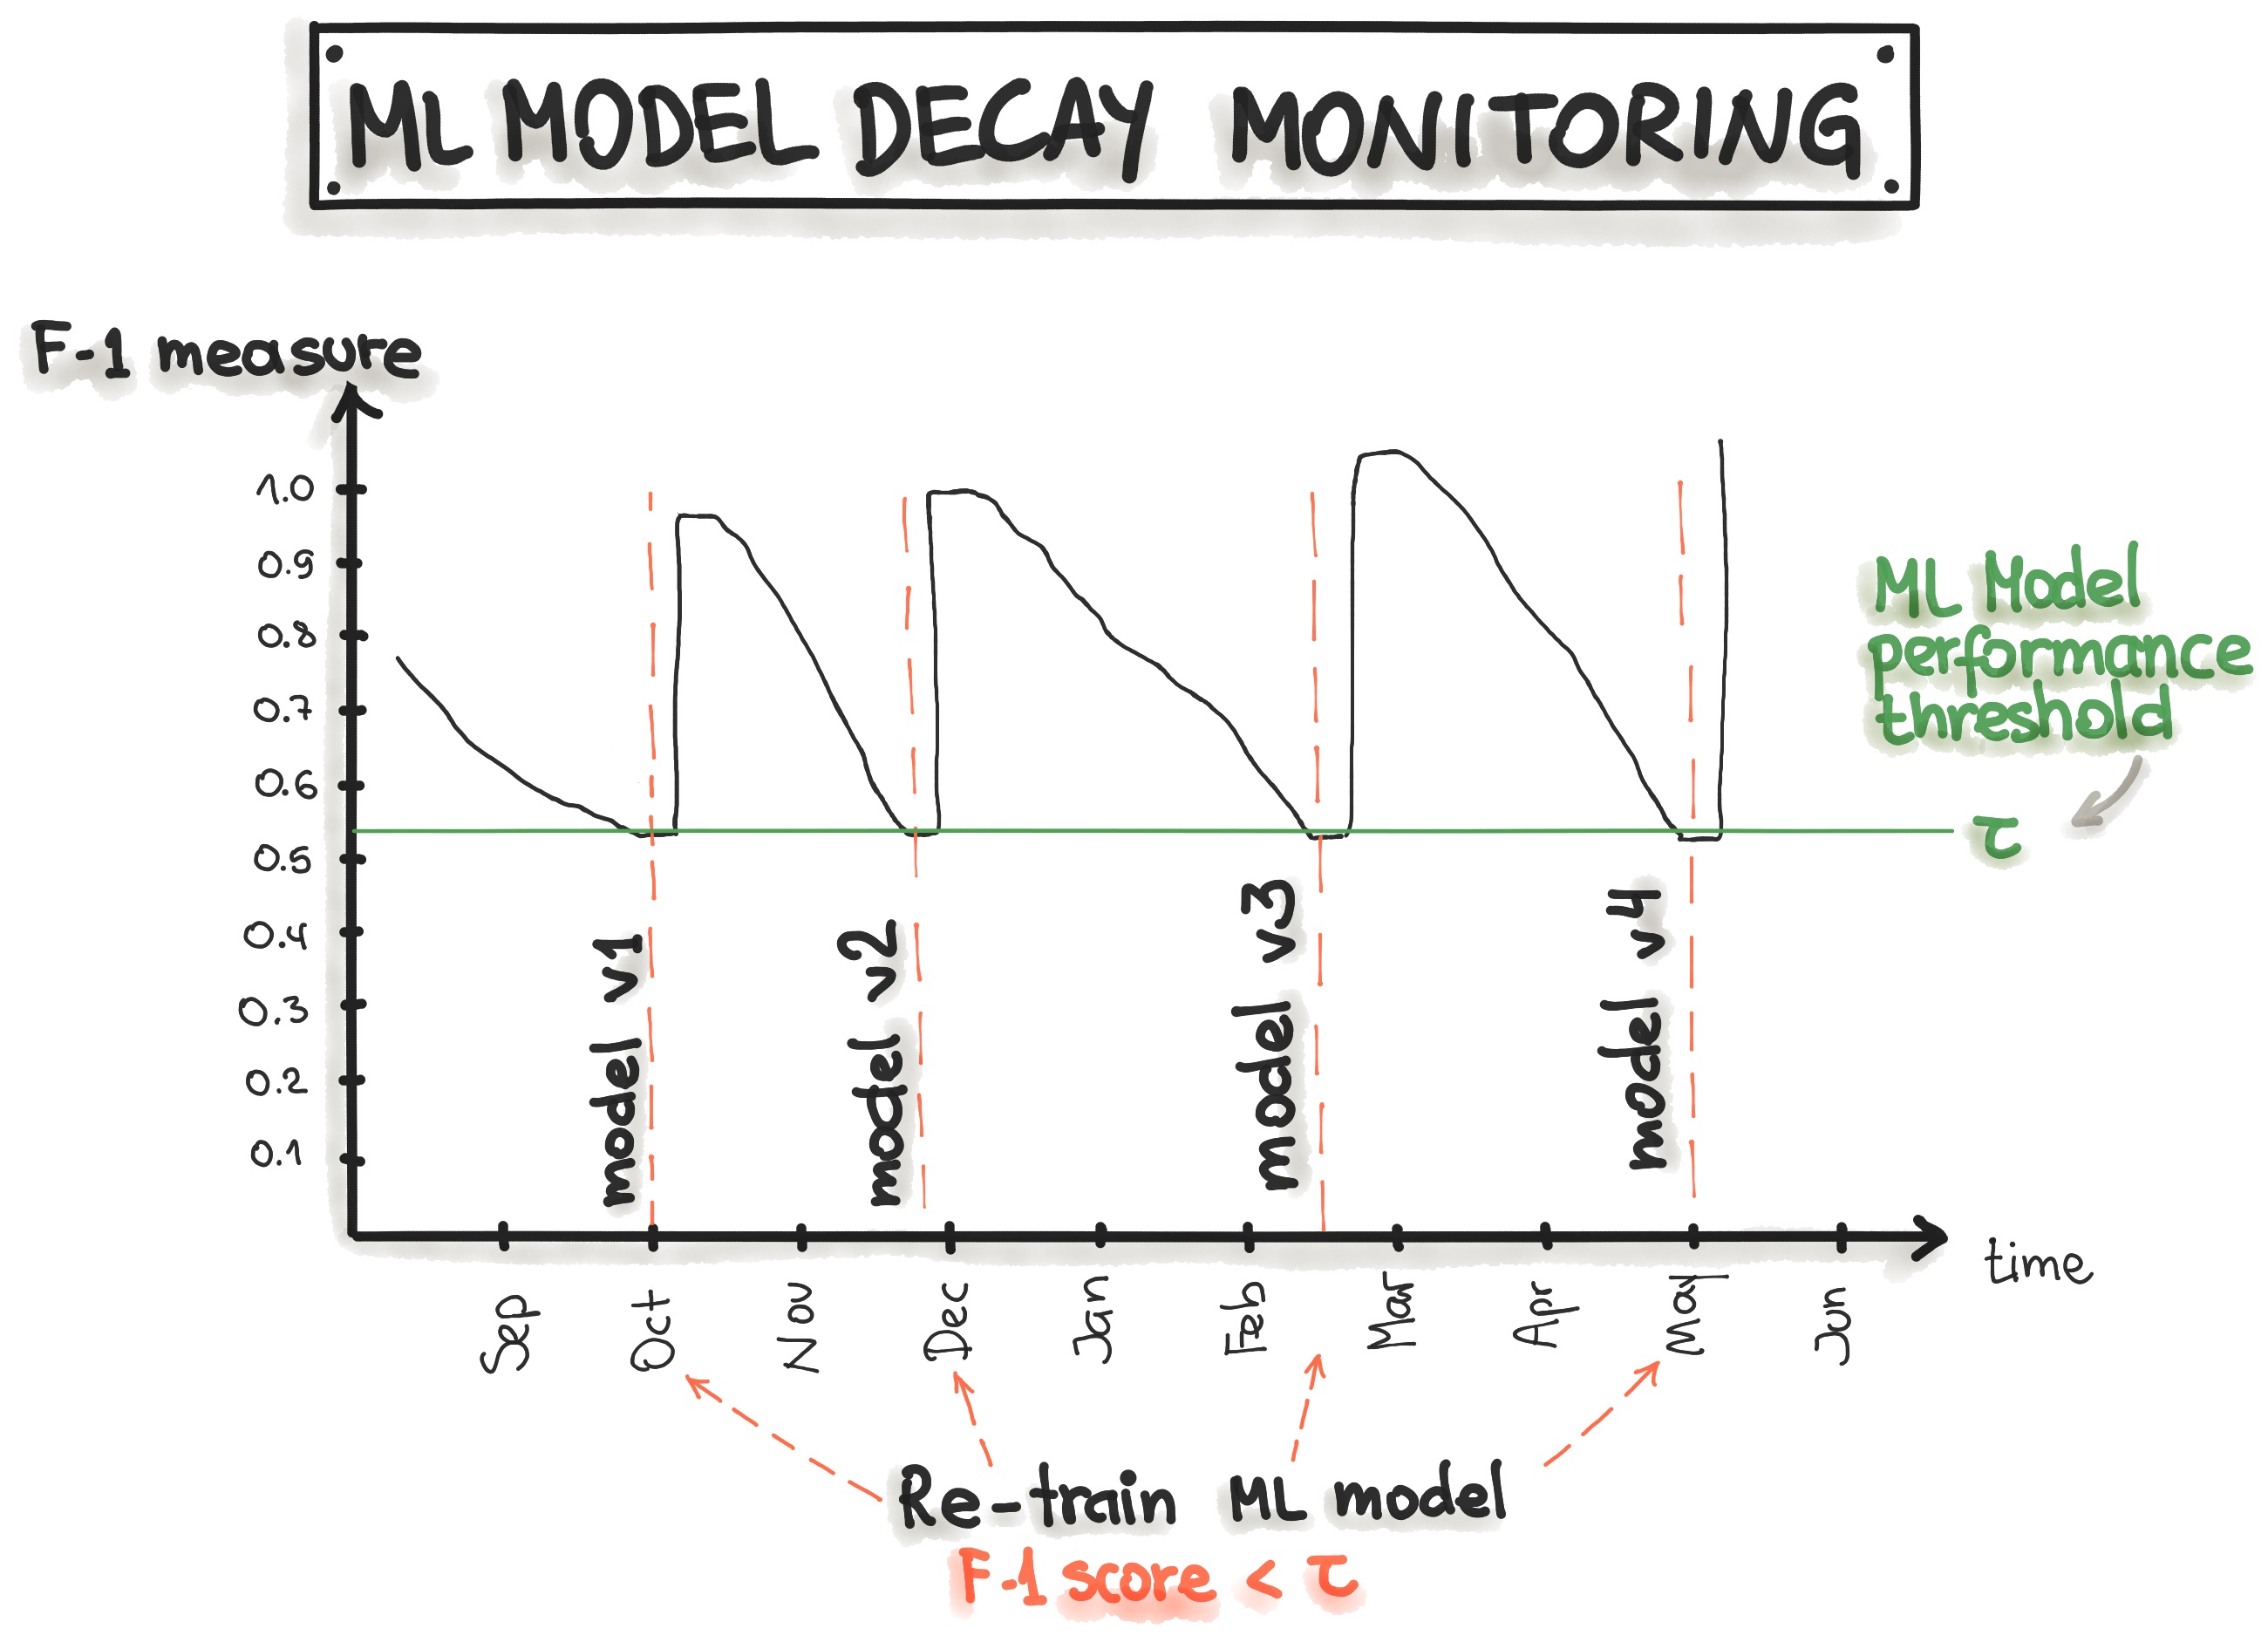 ML MODEL DECAY MONITORING
F-1 measure
1.0
0.9
0.8
0.7
0.6
0.5
0.4
0.3
0.2
0.1
ML Model
performance
threshold
τ
model v1
model v2
model v3
model v4
Sep
Oct
Nov
Dec
Jan
Feb
Mar
Apr
May
Jun
time
Re-train ML model
F-1 score < τ